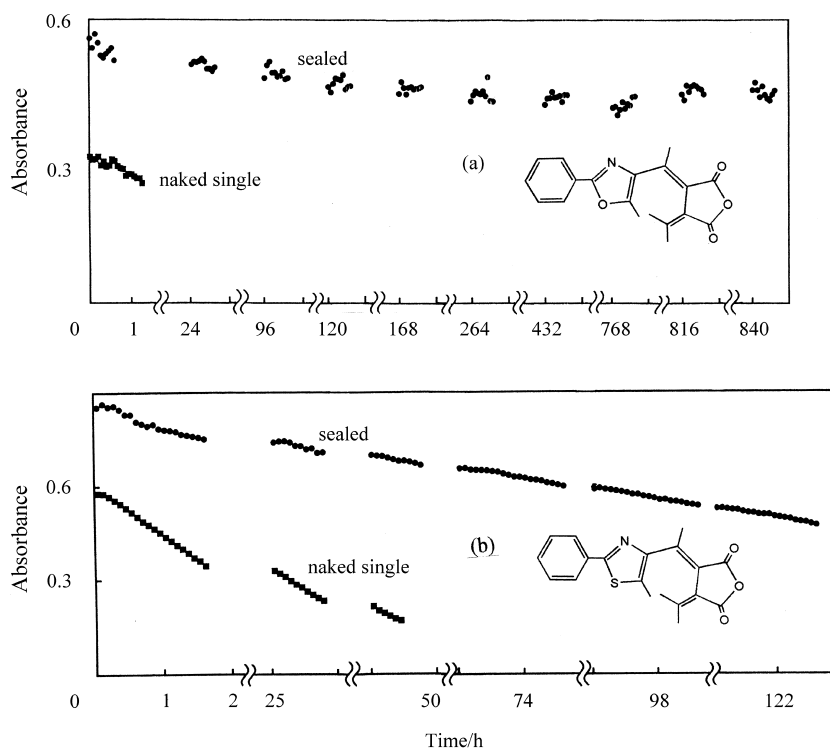 0.6
sealed
Absorbance
0.3
naked single
(a)
N
O
O
O
O
0 1 24 96 120 168 264 432 768 816 840
sealed
0.6
Absorbance
naked single
(b)
N
S
O
O
O
0.3
0 1 2 25 50 74 98 122
Time/h